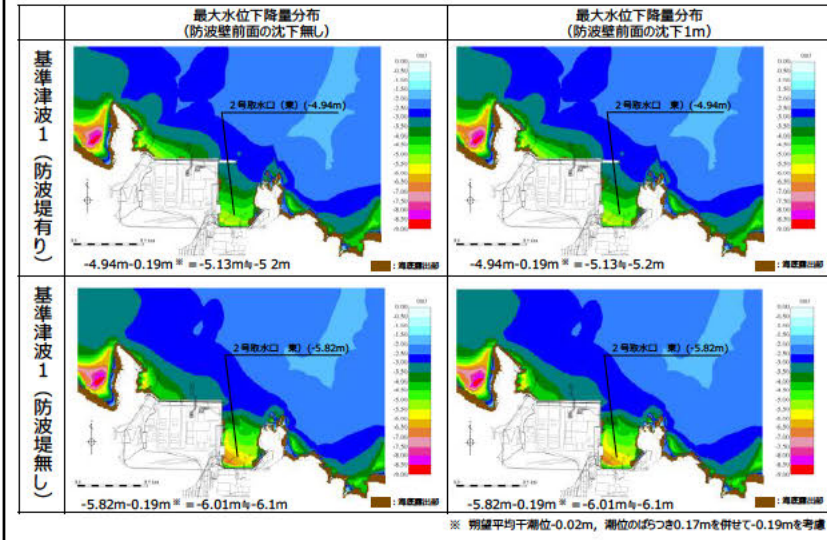 最大水位下降量分布
(防波壁前面の沈下無し)
最大水位下降量分布
(防波壁前面の沈下1m)
基準津波1（防波堤有り）
2号取水口（東）(-4.94m)
-4.94m-0.19m※ = -5.13m≒-5 2m
:海底露出部
2号取水口 東）(-4.94m)
-4.94m-0.19m※ = -5.13≒-5.2m
:海底露出部
基準津波1（防波堤無し）
2号取水口 東）(-5.82m)
-5.82m-0.19m※ = -6.01m≒-6.1m
:海底露出部
2号取水口 東）(-5.82m)
-5.82m-0.19m※ = -6.01≒-6.1m
:海底露出部
※ 朔望平均干潮位-0.02m，潮位のばらつき0.17mを併せて-0.19mを考慮